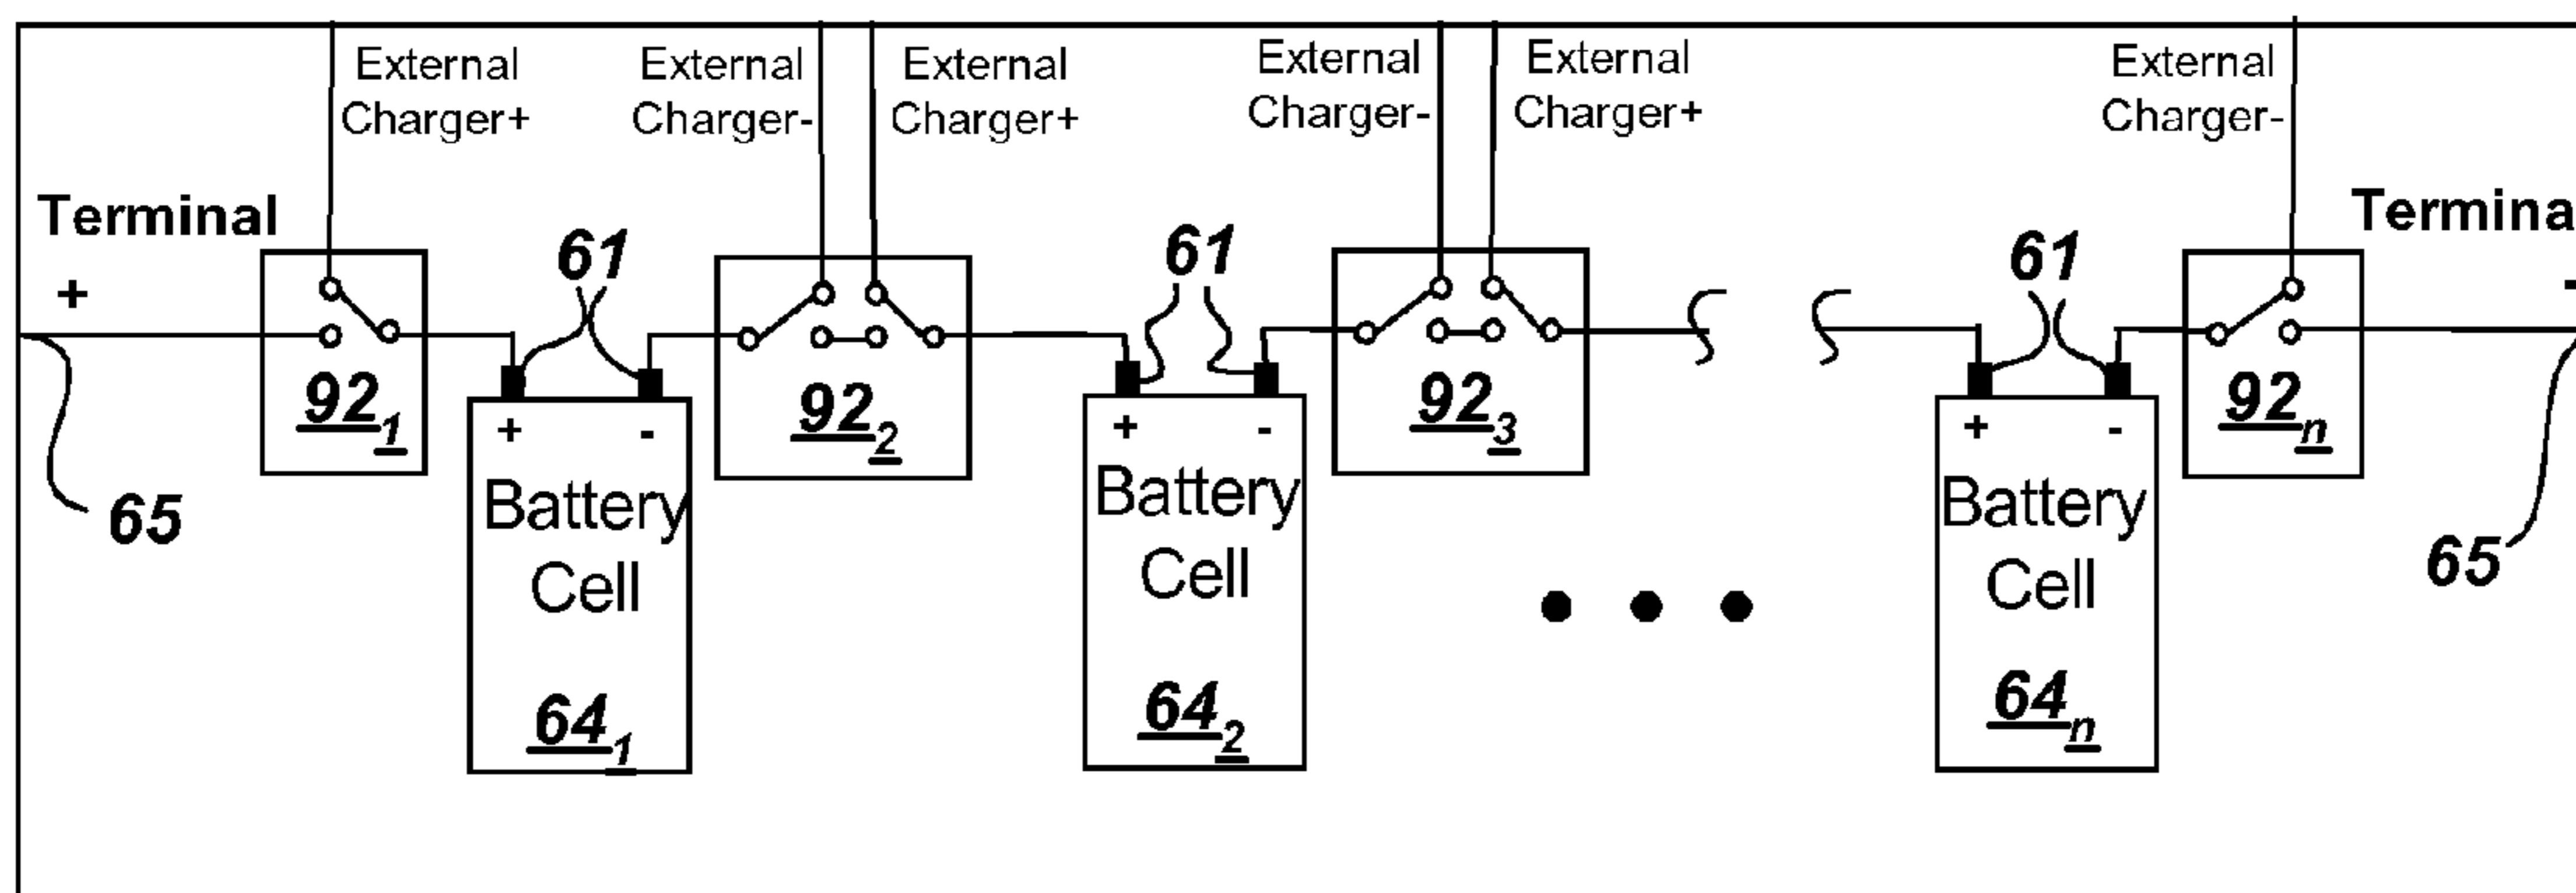 External
Charger+
External
Charger-
External
Charger+
External
Charger-
External
Charger+
External
Charger-
Terminal
+
61
61
61
Termina
-
92 1
92 2
92 3
92 n
65
65
+ -
Battery
Cell
64 1
+ -
Battery
Cell
64 2
+ -
Battery
Cell
64 n